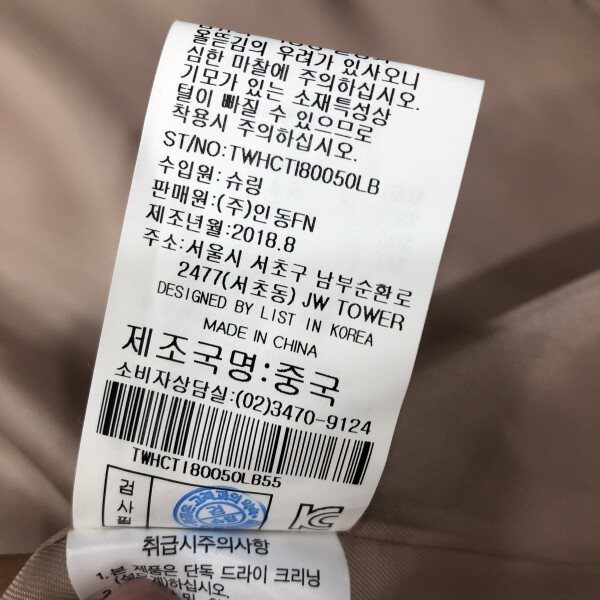 올뜯김의 우려가 있사오니
심한 마찰에 주의하십시오.
기모가 있는 소재특성상
털이 빠질 수 있으므로
착용시 주의하십시오.
ST/NO:TWHCTI80050LB
수입원:슈링
판매원:(주)인동FN
제조년월:2018.8
주소:서울시 서초구 남부순환로
2477(서초동) JW TOWER
DESIGNED BY LIST IN KOREA
MADE IN CHINA
제조국명:중국
소비자상담실:(02)3470-9124
TWHCTI80050LB55
검사필
취급시주의사항
1. 본 제품은 단독 드라이 크리닝
하십시오.